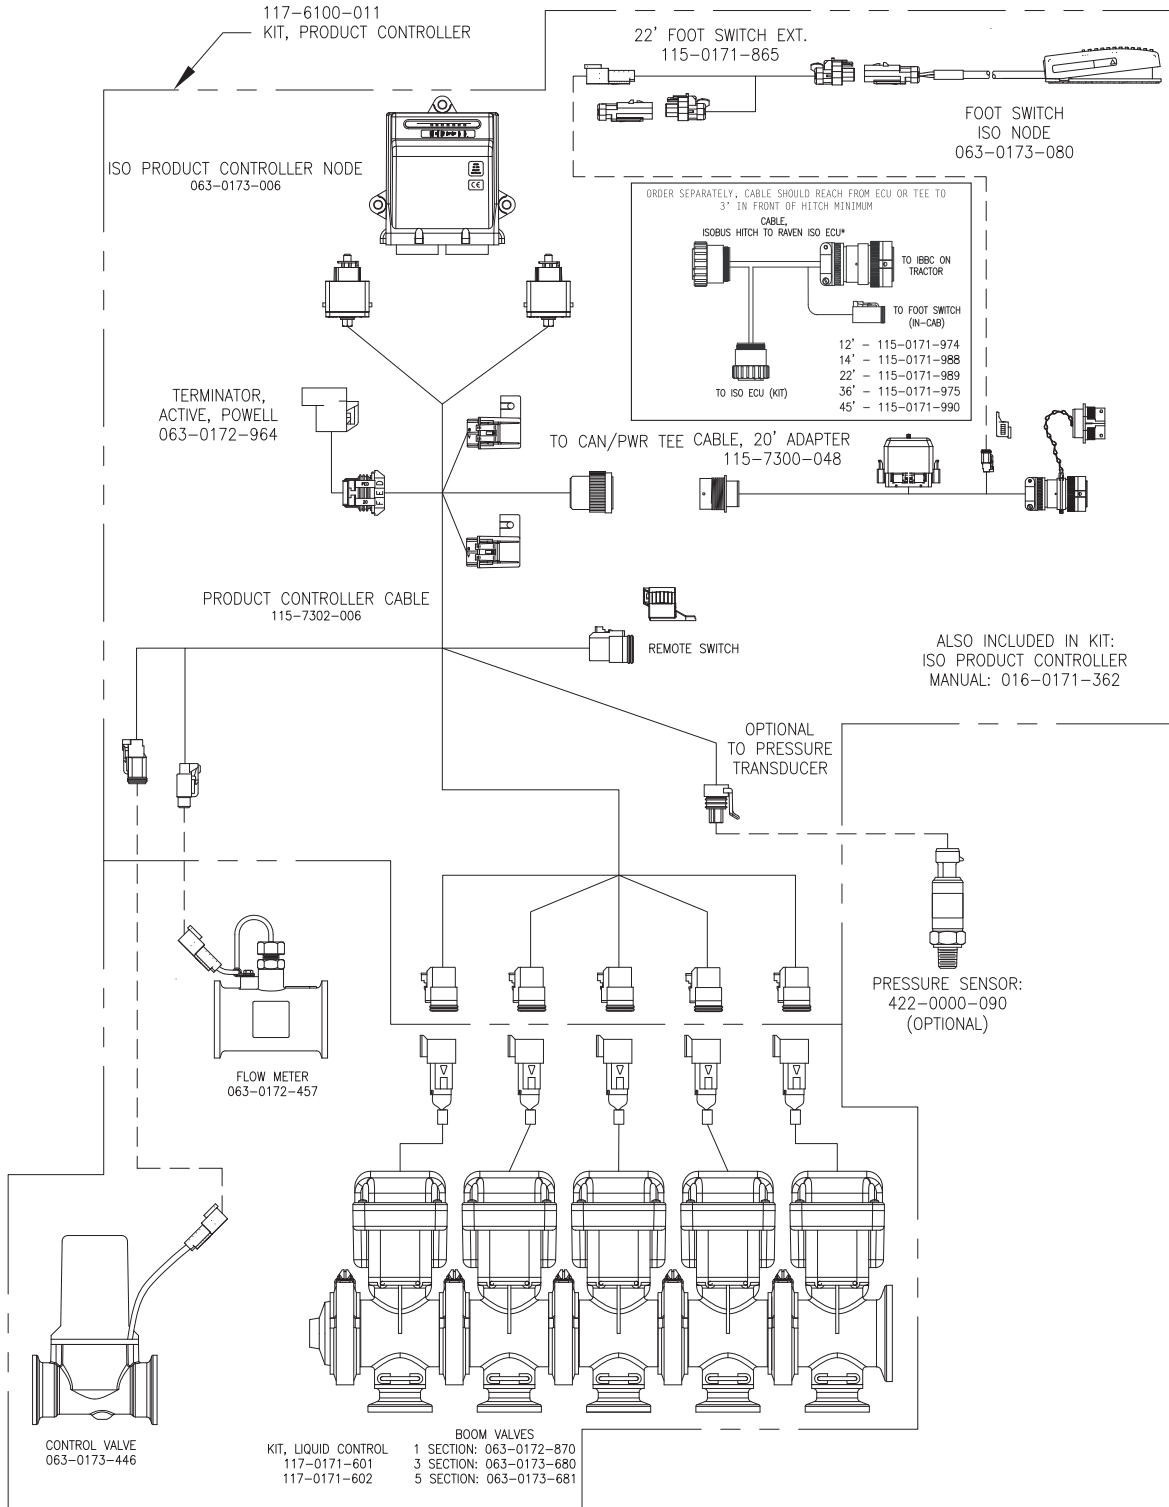 117-6100-011
KIT, PRODUCT CONTROLLER
22' FOOT SWITCH EXT.
115-0171-865
FOOT SWITCH
ISO NODE
063-0173-080
ISO PRODUCT CONTROLLER NODE
063-0173-006
ORDER SEPARATELY, CABLE SHOULD REACH FROM ECU OR TEE TO
3' IN FRONT OF HITCH MINIMUM
CABLE,
ISOBUS HITCH TO RAVEN ISO ECU*
TO IBBC ON
TRACTOR
TO FOOT SWITCH
(IN-CAB)
12' - 115-0171-974
14' - 115-0171-988
22' - 115-0171-989
36' - 115-0171-975
45' - 115-0171-990
TO ISO ECU (KIT)
TERMINATOR,
ACTIVE, POWELL
063-0172-964
TO CAN/PWR TEE
CABLE, 20' ADAPTER
115-7300-048
PRODUCT CONTROLLER CABLE
115-7302-006
REMOTE SWITCH
ALSO INCLUDED IN KIT:
ISO PRODUCT CONTROLLER
MANUAL: 016-0171-362
OPTIONAL
TO PRESSURE
TRANSDUCER
PRESSURE SENSOR:
422-0000-090
(OPTIONAL)
FLOW METER
063-0172-457
CONTROL VALVE
063-0173-446
KIT, LIQUID CONTROL
117-0171-601
117-0171-602
BOOM VALVES
1 SECTION: 063-0172-870
3 SECTION: 063-0173-680
5 SECTION: 063-0173-681